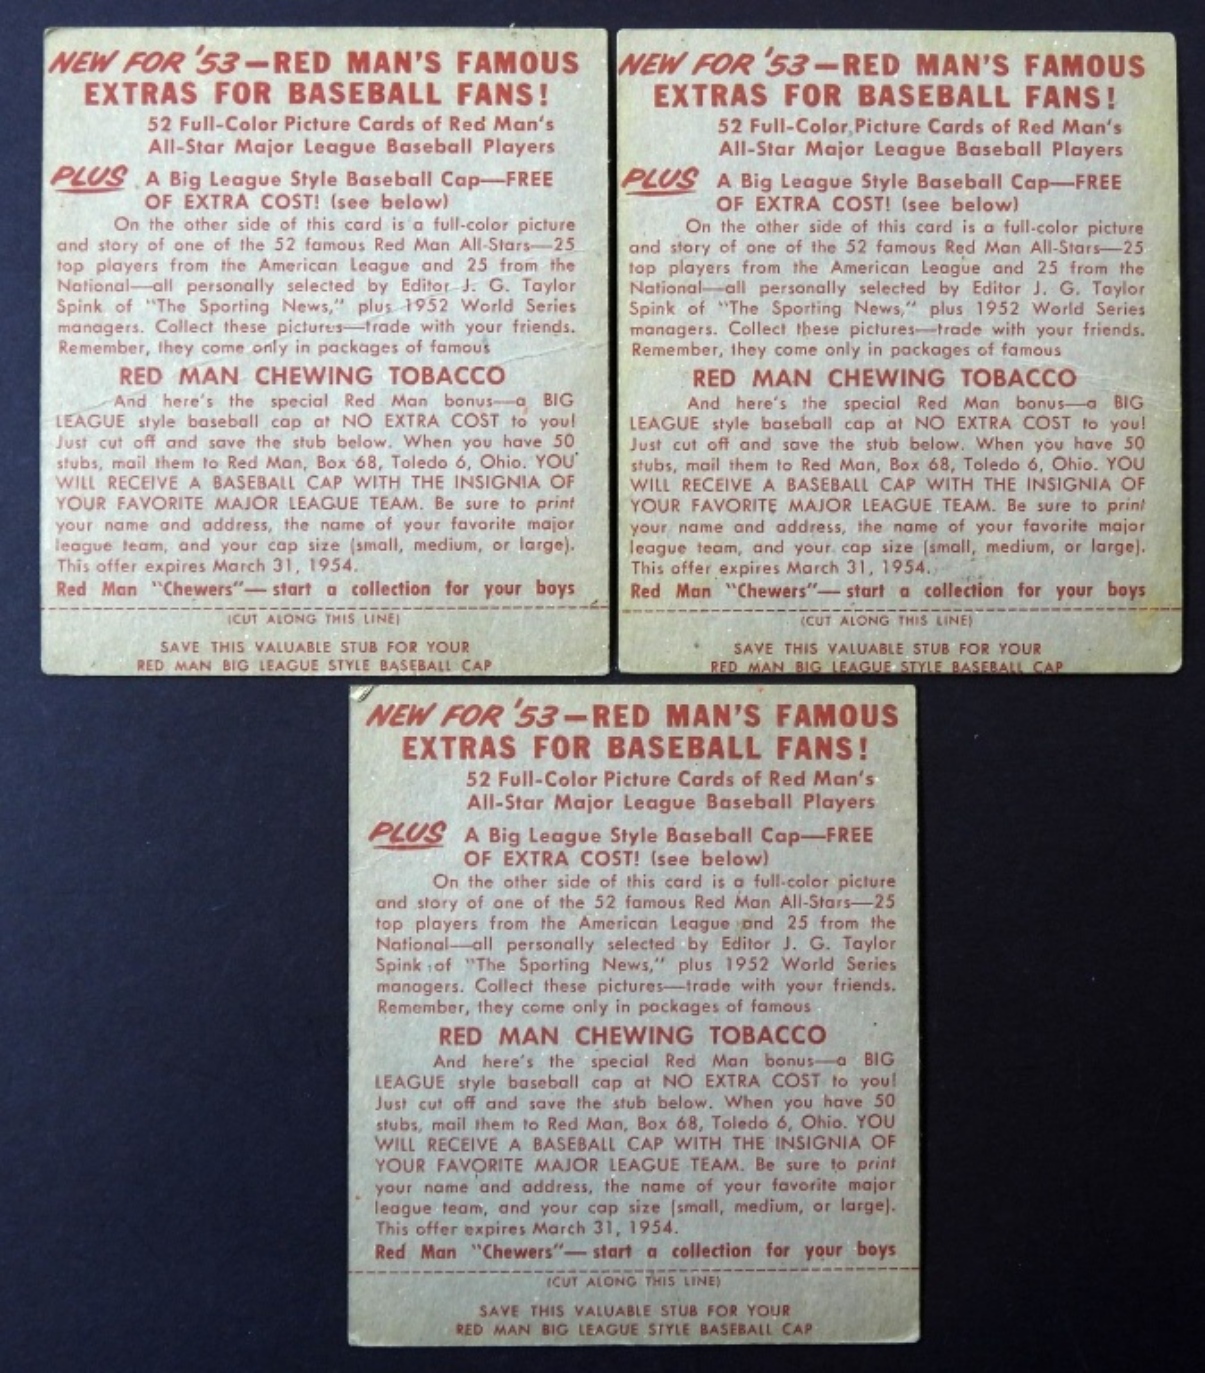 NEW FOR '53—RED MAN'S FAMOUS
EXTRAS FOR BASEBALL FANS!
52 Full-Color Picture Cards of Red Man's
All-Star Major League Baseball Players
PLUS A Big League Style Baseball Cap—FREE
OF EXTRA COST! (see below)
On the other side of this card is a full-color picture
and story of one of the 52 famous Red Man All-Stars—25
top players from the American League and 25 from the
National—all personally selected by Editor J. G. Taylor
Spink of "The Sporting News," plus 1952 World Series
managers. Collect these pictures—trade with your friends.
Remember, they come only in packages of famous
RED MAN CHEWING TOBACCO
And here's the special Red Man bonus—a BIG
LEAGUE style baseball cap at NO EXTRA COST to you!
Just cut off and save the stub below. When you have 50
stubs, mail them to Red Man, Box 68, Toledo 6, Ohio. YOU
WILL RECEIVE A BASEBALL CAP WITH THE INSIGNIA OF
YOUR FAVORITE MAJOR LEAGUE TEAM. Be sure to print
your name and address, the name of your favorite major
league team, and your cap size (small, medium, or large).
This offer expires March 31, 1954.
Red Man "Chewers"—start a collection for your boys
(CUT ALONG THIS LINE)
SAVE THIS VALUABLE STUB FOR YOUR
RED MAN BIG LEAGUE STYLE BASEBALL CAP
NEW FOR '53—RED MAN'S FAMOUS
EXTRAS FOR BASEBALL FANS!
52 Full-Color Picture Cards of Red Man's
All-Star Major League Baseball Players
PLUS A Big League Style Baseball Cap—FREE
OF EXTRA COST! (see below)
On the other side of this card is a full-color picture
and story of one of the 52 famous Red Man All-Stars—25
top players from the American League and 25 from the
National—all personally selected by Editor J. G. Taylor
Spink of "The Sporting News," plus 1952 World Series
managers. Collect these pictures—trade with your friends.
Remember, they come only in packages of famous
RED MAN CHEWING TOBACCO
And here's the special Red Man bonus—a BIG
LEAGUE style baseball cap at NO EXTRA COST to you!
Just cut off and save the stub below. When you have 50
stubs, mail them to Red Man, Box 68, Toledo 6, Ohio. YOU
WILL RECEIVE A BASEBALL CAP WITH THE INSIGNIA OF
YOUR FAVORITE MAJOR LEAGUE TEAM. Be sure to print
your name and address, the name of your favorite major
league team, and your cap size (small, medium, or large).
This offer expires March 31, 1954.
Red Man "Chewers"—start a collection for your boys
(CUT ALONG THIS LINE)
SAVE THIS VALUABLE STUB FOR YOUR
RED MAN BIG LEAGUE STYLE BASEBALL CAP
NEW FOR '53—RED MAN'S FAMOUS
EXTRAS FOR BASEBALL FANS!
52 Full-Color Picture Cards of Red Man's
All-Star Major League Baseball Players
PLUS A Big League Style Baseball Cap—FREE
OF EXTRA COST! (see below)
On the other side of this card is a full-color picture
and story of one of the 52 famous Red Man All-Stars—25
top players from the American League and 25 from the
National—all personally selected by Editor J. G. Taylor
Spink of "The Sporting News," plus 1952 World Series
managers. Collect these pictures—trade with your friends.
Remember, they come only in packages of famous
RED MAN CHEWING TOBACCO
And here's the special Red Man bonus—a BIG
LEAGUE style baseball cap at NO EXTRA COST to you!
Just cut off and save the stub below. When you have 50
stubs, mail them to Red Man, Box 68, Toledo 6, Ohio. YOU
WILL RECEIVE A BASEBALL CAP WITH THE INSIGNIA OF
YOUR FAVORITE MAJOR LEAGUE TEAM. Be sure to print
your name and address, the name of your favorite major
league team, and your cap size (small, medium, or large).
This offer expires March 31, 1954.
Red Man "Chewers"—start a collection for your boys
(CUT ALONG THIS LINE)
SAVE THIS VALUABLE STUB FOR YOUR
RED MAN BIG LEAGUE STYLE BASEBALL CAP